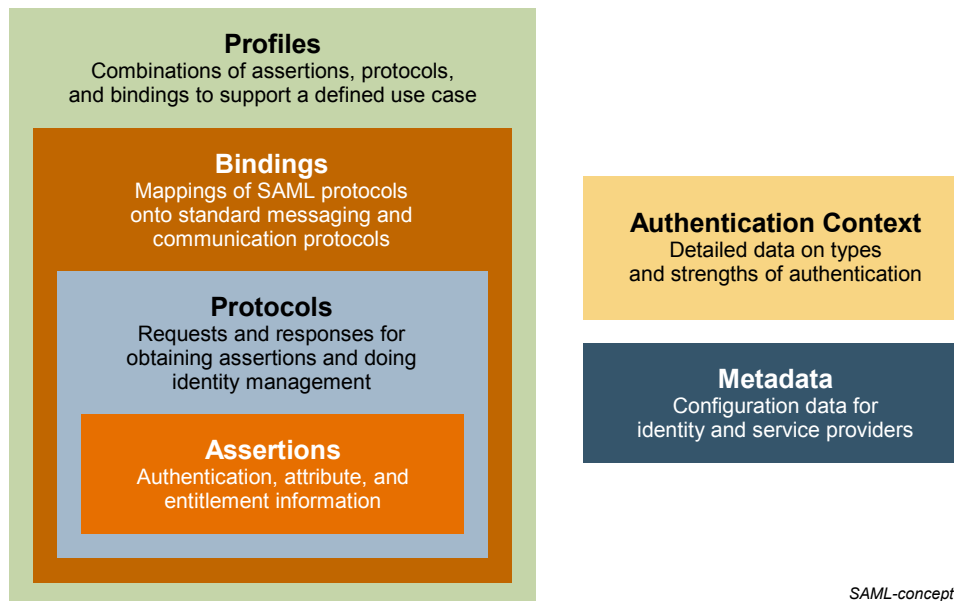 Profiles
Combinations of assertions, protocols,
and bindings to support a defined use case
Bindings
Mappings of SAML protocols
onto standard messaging and
communication protocols
Protocols
Requests and responses for
obtaining assertions and doing
identity management
Assertions
Authentication, attribute, and
entitlement information
Authentication Context
Detailed data on types
and strengths of authentication
Metadata
Configuration data for
identity and service providers
SAML-concept